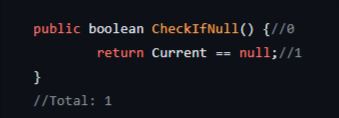 public boolean CheckIfNull() {//0
        return Current == null;//1
}
//Total: 1